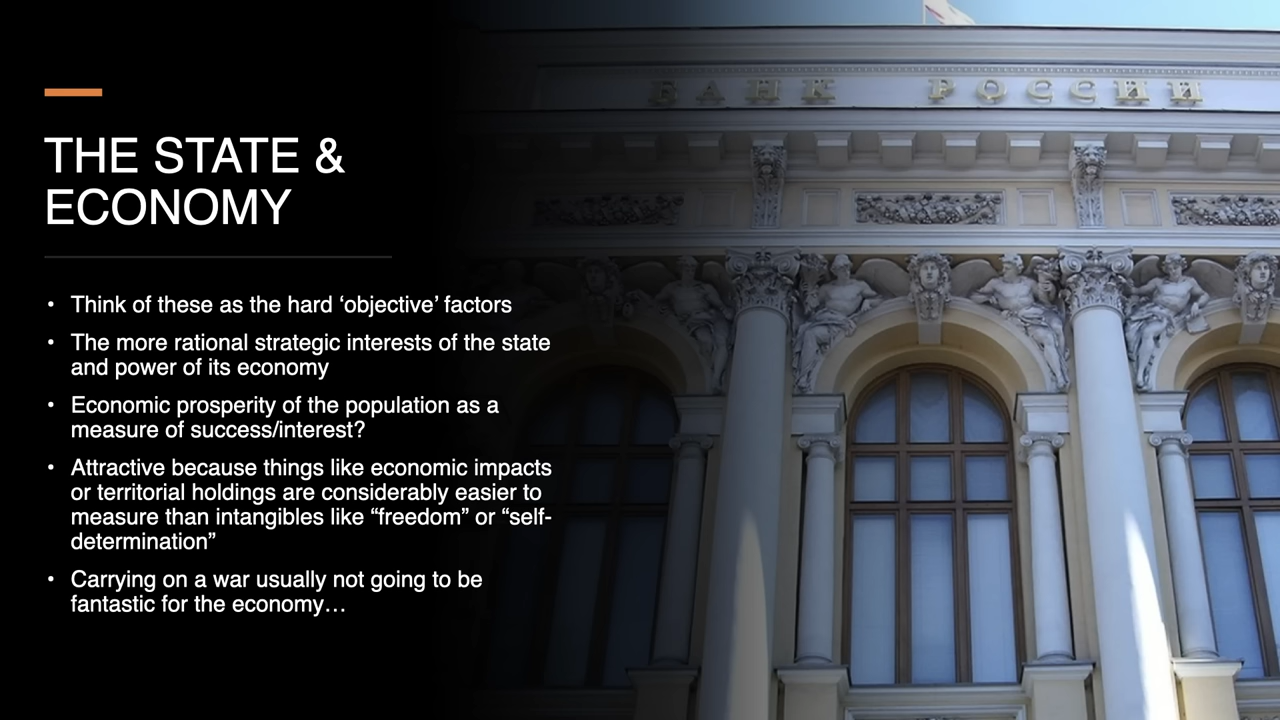 БАНК РОССИИ
THE STATE &
ECONOMY
• Think of these as the hard ‘objective’ factors
• The more rational strategic interests of the state
and power of its economy
• Economic prosperity of the population as a
measure of success/interest?
• Attractive because things like economic impacts
or territorial holdings are considerably easier to
measure than intangibles like “freedom” or “self-
determination”
• Carrying on a war usually not going to be
fantastic for the economy…